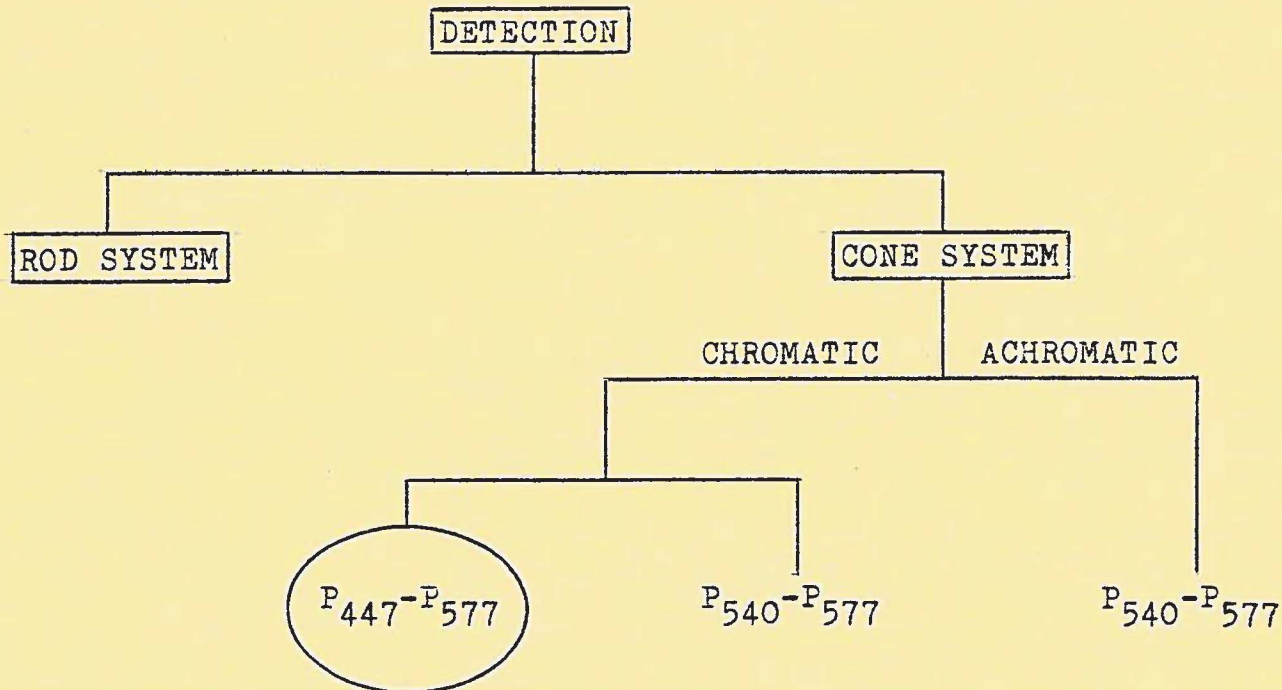 DETECTION
ROD SYSTEM CONE SYSTEM
CHROMATIC ACHROMATIC
P447-P577 P540-P577 P540-P577